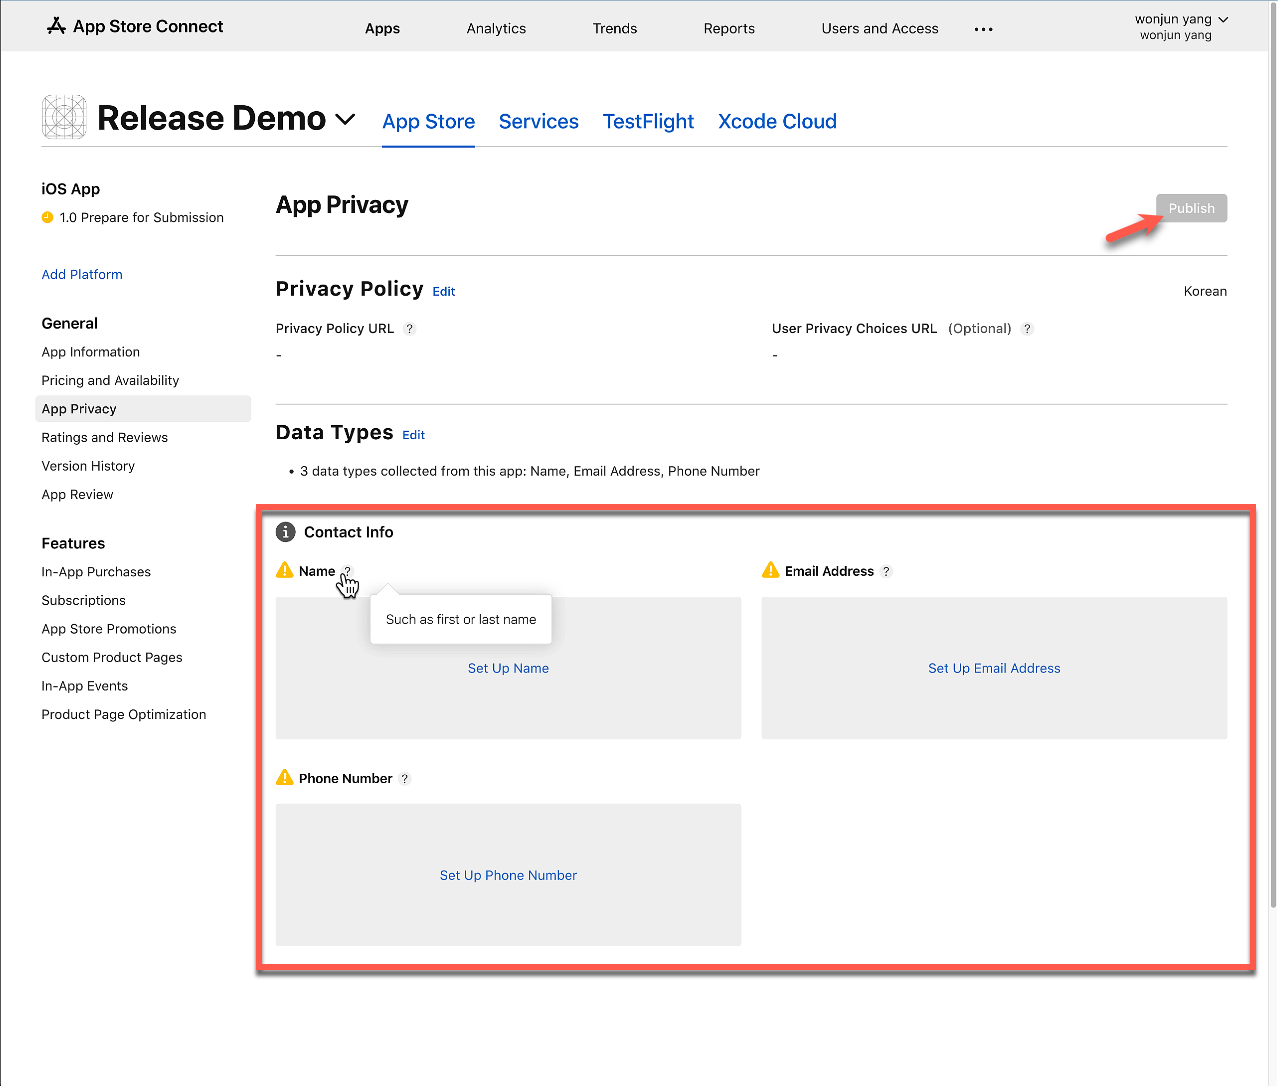 App Store Connect
Apps
Analytics
Trends
Reports
Users and Access
wonjun yang
wonjun yang
Release Demo
App Store
Services
TestFlight
Xcode Cloud
iOS App
1.0 Prepare for Submission
Add Platform
General
App Information
Pricing and Availability
App Privacy
Ratings and Reviews
Version History
App Review
Features
In-App Purchases
Subscriptions
App Store Promotions
Custom Product Pages
In-App Events
Product Page Optimization
App Privacy
Publish
Privacy Policy Edit
Korean
Privacy Policy URL ?
-
User Privacy Choices URL (Optional) ?
-
Data Types Edit
• 3 data types collected from this app: Name, Email Address, Phone Number
Contact Info
Name ?
Such as first or last name
Set Up Name
Email Address ?
Set Up Email Address
Phone Number ?
Set Up Phone Number